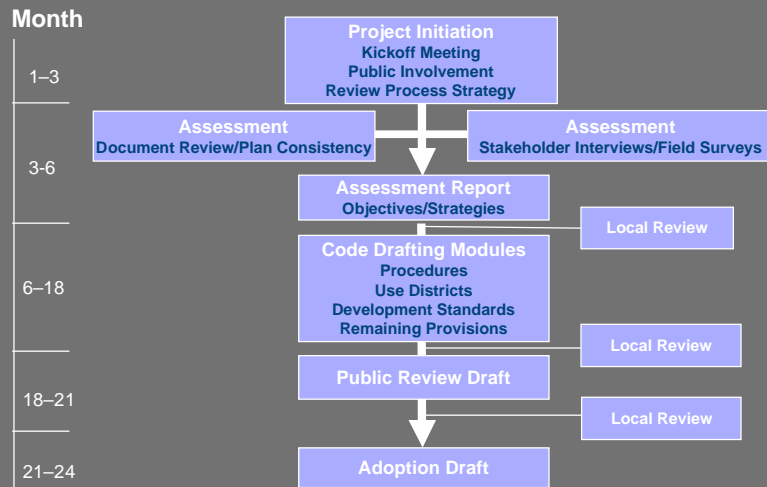 Month
Project Initiation
Kickoff Meeting
Public Involvement
Review Process Strategy
1–3
Assessment
Document Review/Plan Consistency
Assessment
Stakeholder Interviews/Field Surveys
3-6
Assessment Report
Objectives/Strategies
Local Review
Code Drafting Modules
Procedures
Use Districts
Development Standards
Remaining Provisions
6–18
Local Review
Public Review Draft
18–21
Local Review
Adoption Draft
21–24